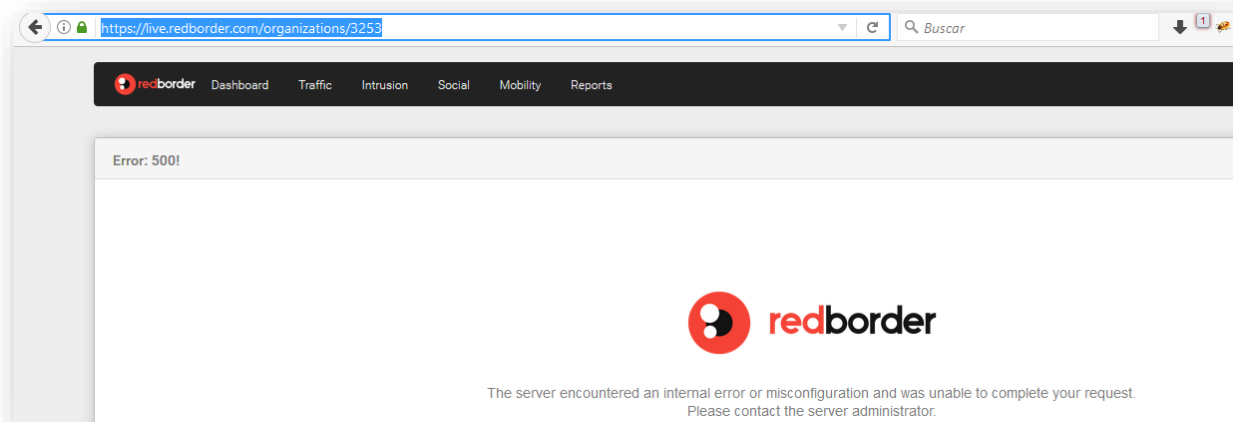 https://live.redborder.com/organizations/3253
Buscar
1
redborder Dashboard Traffic Intrusion Social Mobility Reports
Error: 500!
redborder
The server encountered an internal error or misconfiguration and was unable to complete your request.
Please contact the server administrator.